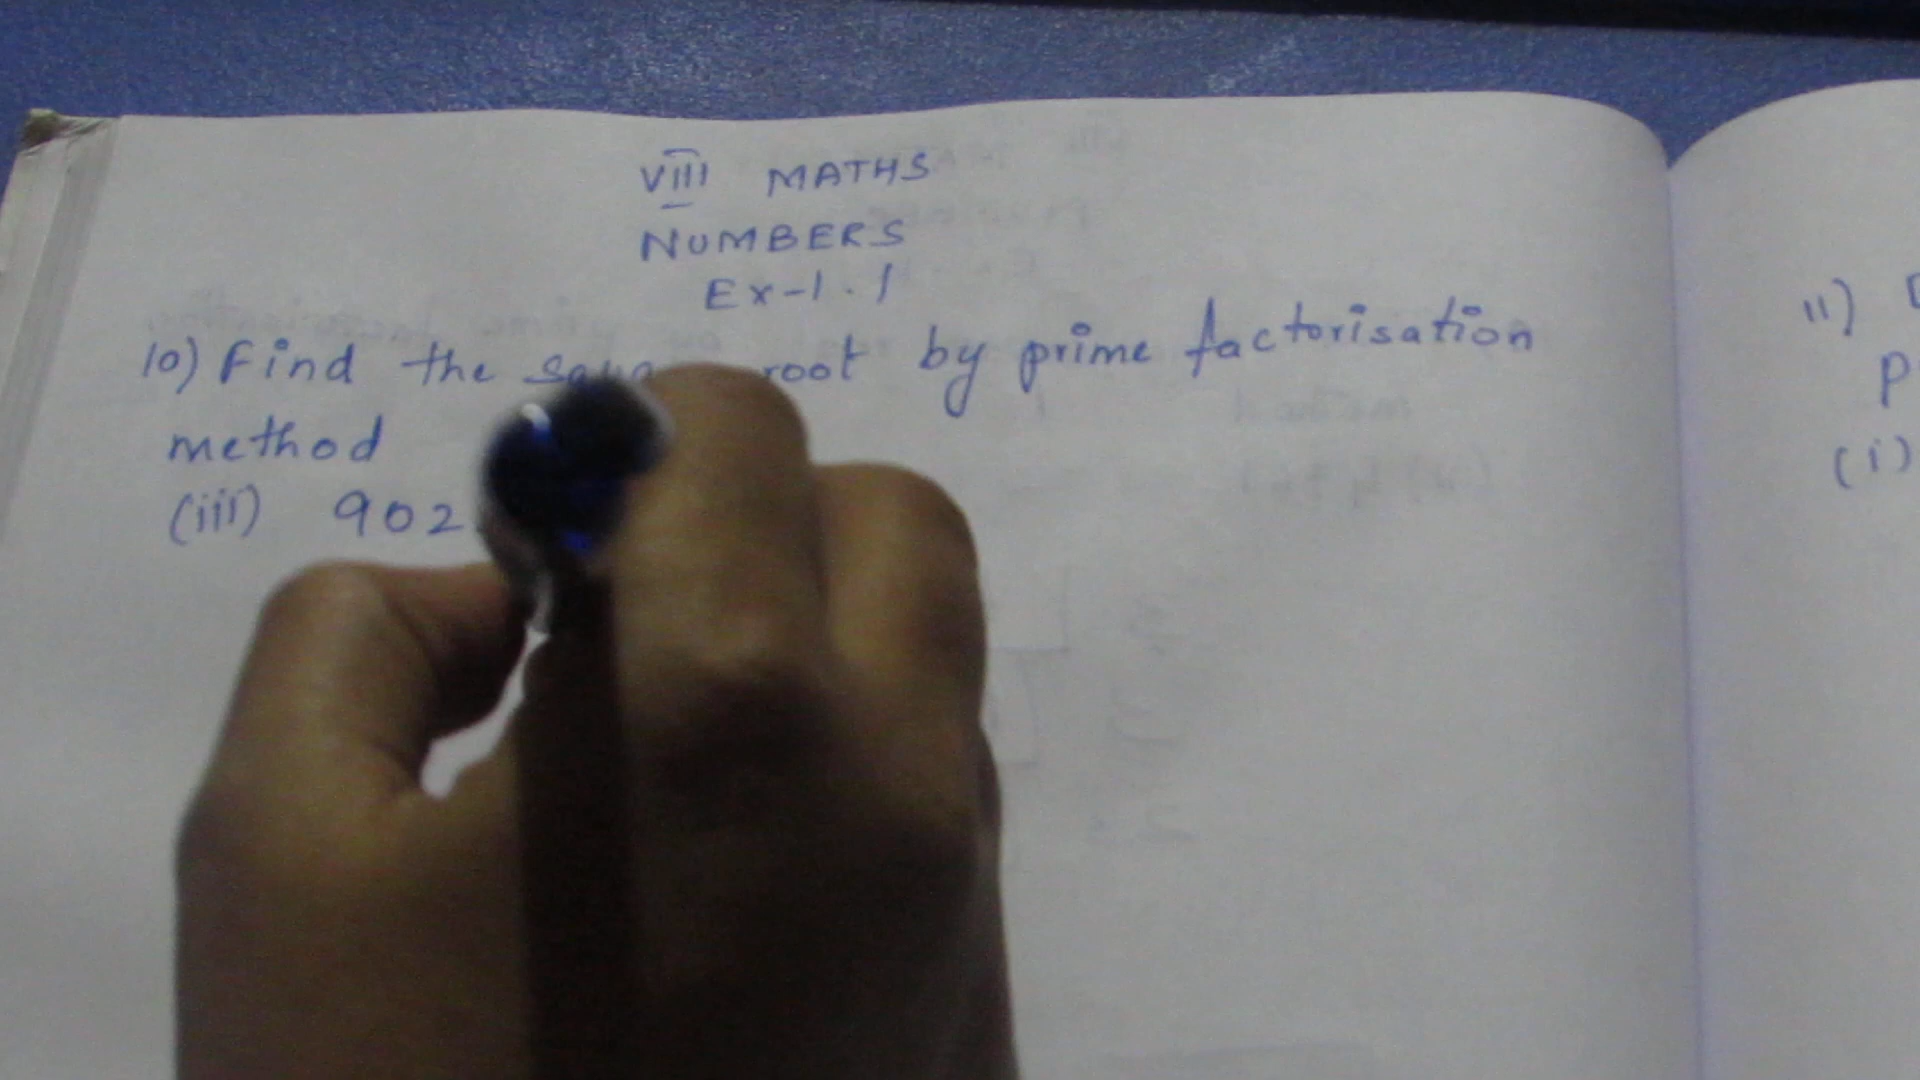 VIII MATHS
NUMBERS
Ex-1.1
10) Find the root by prime factorisation
method
(iii) 902
11)
(i)